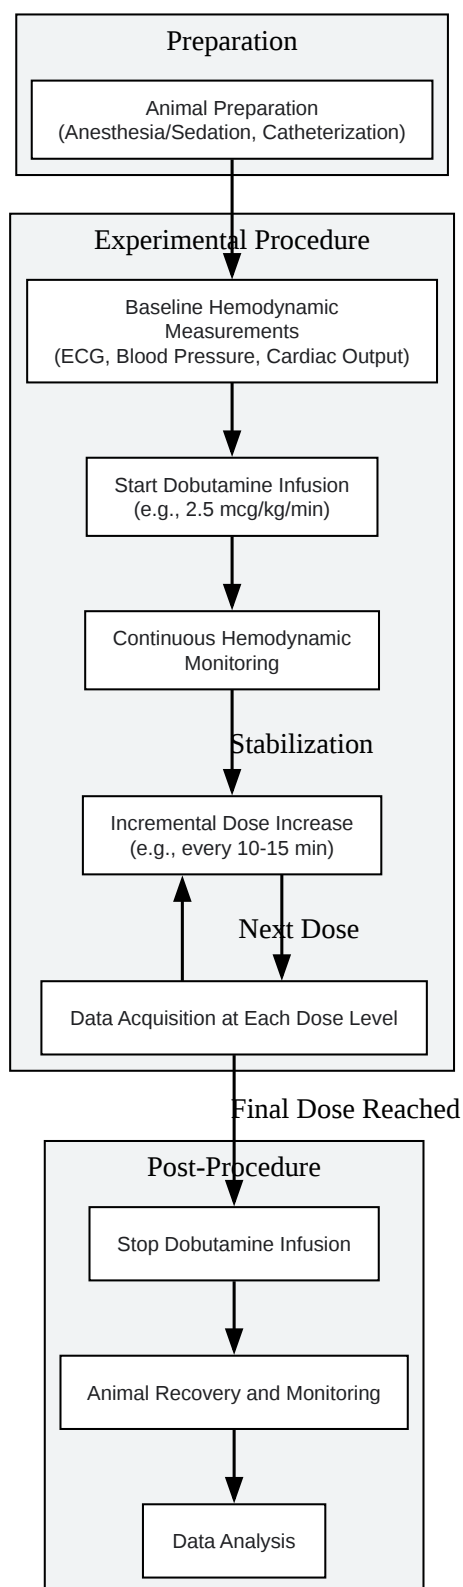 Preparation
Animal Preparation
(Anesthesia/Sedation, Catheterization)
Experimental Procedure
Baseline Hemodynamic
Measurements
(ECG, Blood Pressure, Cardiac Output)
Start Dobutamine Infusion
(e.g., 2.5 mcg/kg/min)
Continuous Hemodynamic
Monitoring
Stabilization
Incremental Dose Increase
(e.g., every 10-15 min)
Next Dose
Data Acquisition at Each Dose Level
Final Dose Reached
Post-Procedure
Stop Dobutamine Infusion
Animal Recovery and Monitoring
Data Analysis